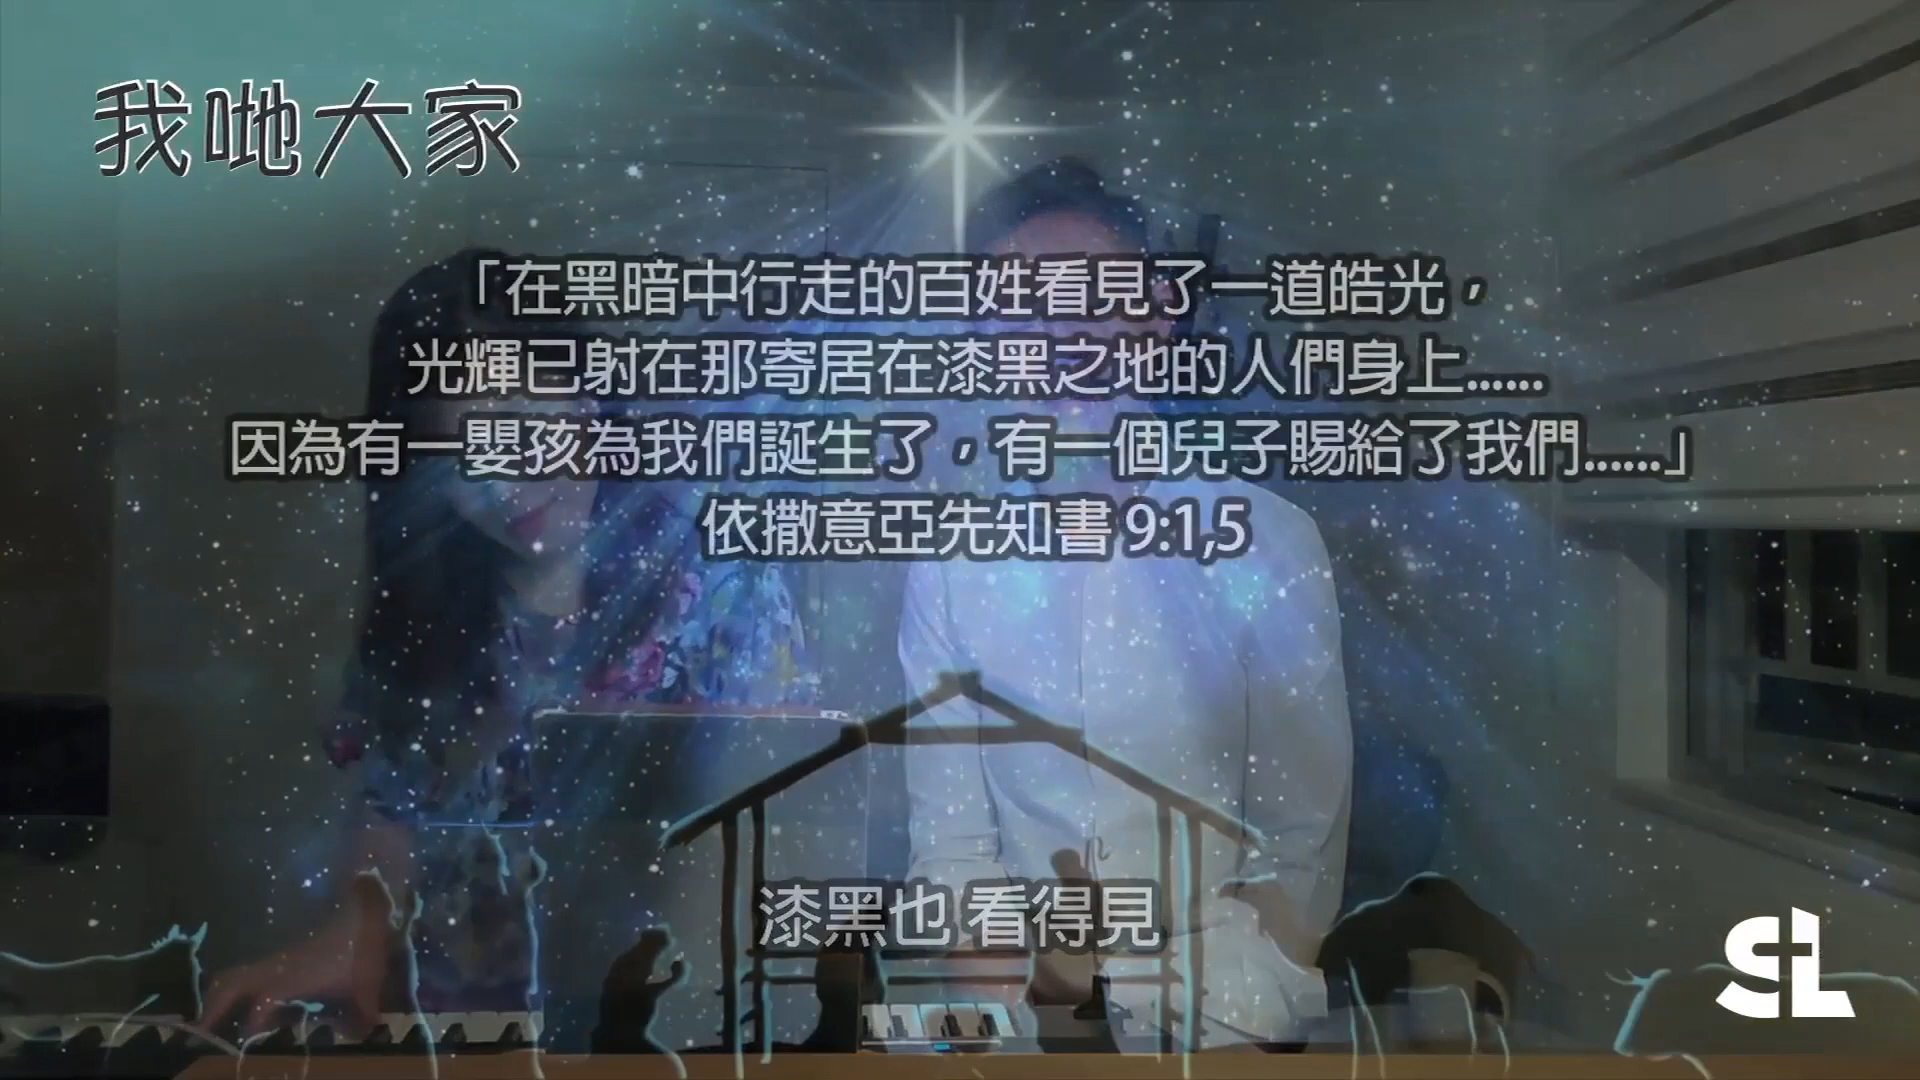 我哋大家
「在黑暗中行走的百姓看見了一道皓光，
光輝已射在那寄居在漆黑之地的人們身上......
因為有一嬰孩為我們誕生了，有一個兒子賜給了我們......」
依撒意亞先知書 9:1,5
漆黑也 看得見
SL